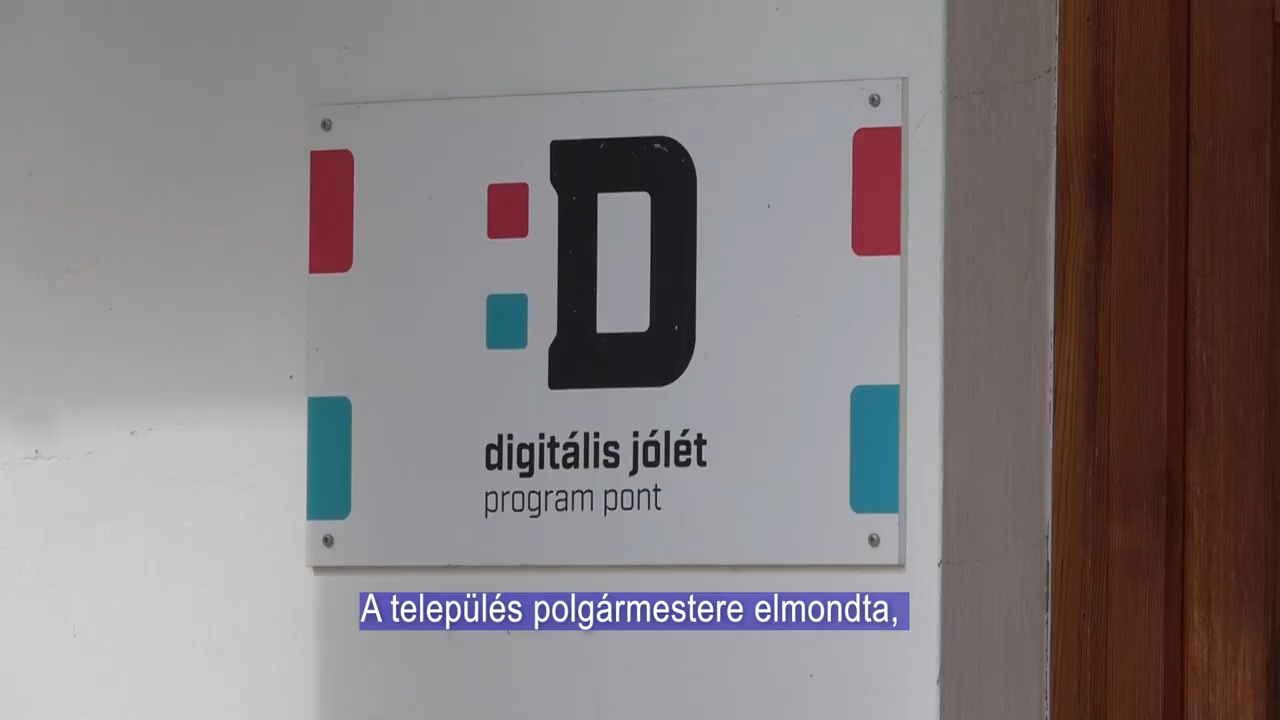 :D
digitális jólét
program pont
A település polgármestere elmondta,